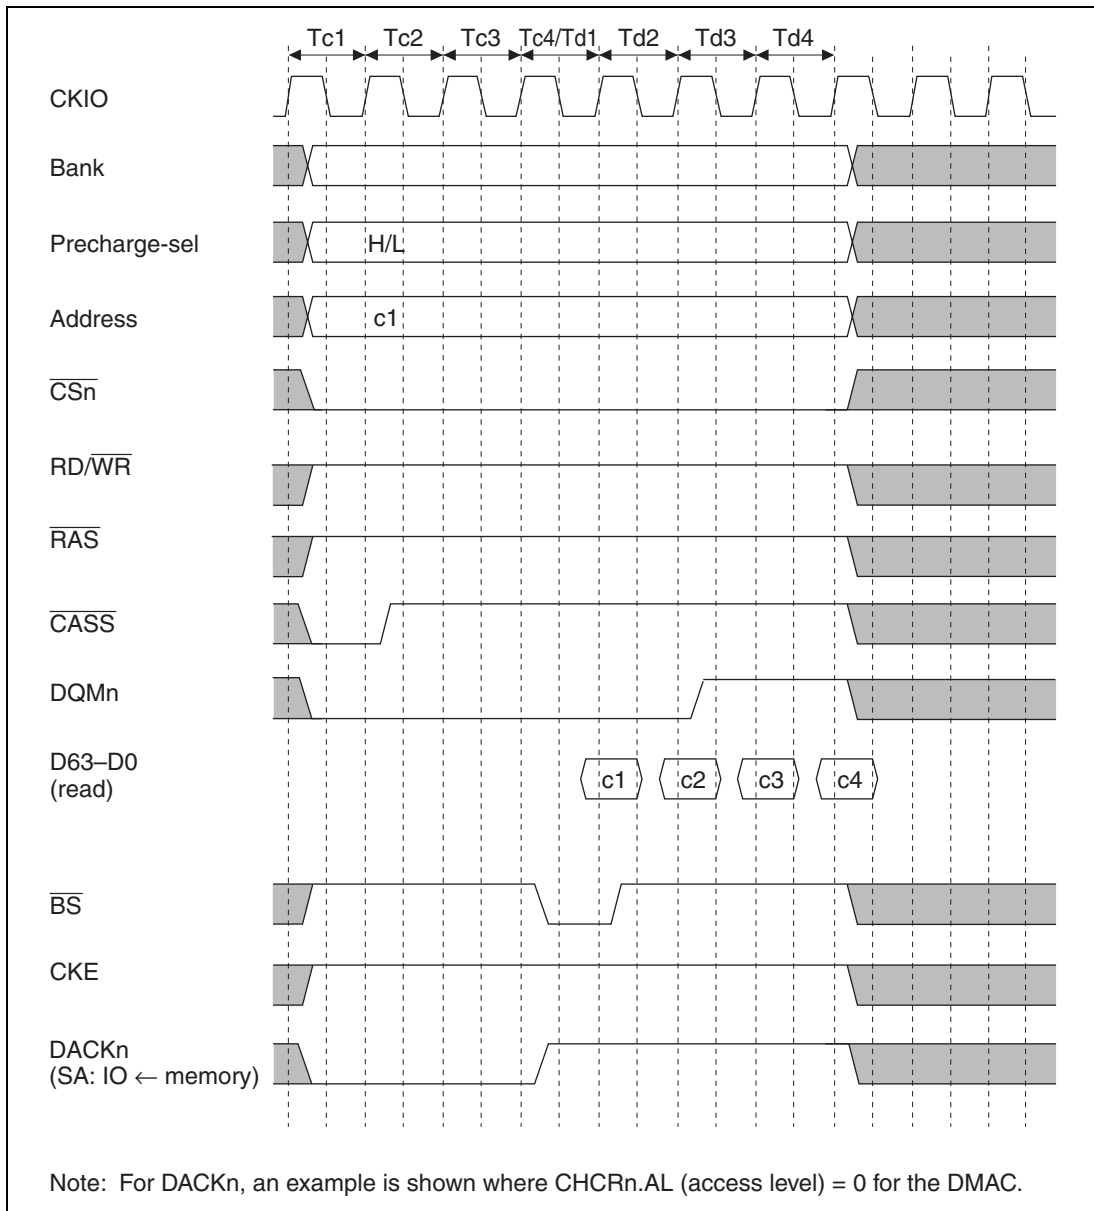 Tc1 Tc2 Tc3 Tc4/Td1 Td2 Td3 Td4
CKIO
Bank
Precharge-sel H/L
Address c1
CSn
RD/WR
RAS
CASS
DQMn
D63–D0
(read) c1 c2 c3 c4
BS
CKE
DACKn
(SA: IO ← memory)
Note: For DACKn, an example is shown where CHCRn.AL (access level) = 0 for the DMAC.